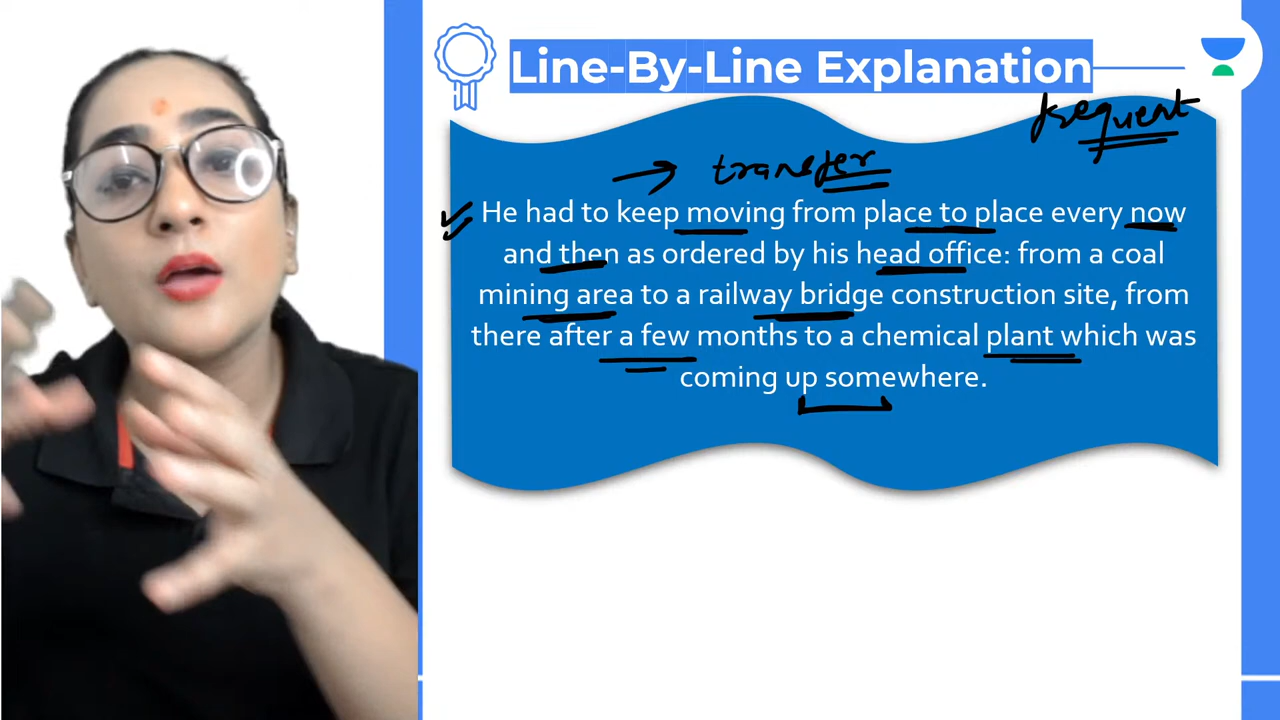 Line-By-Line Explanation
frequent
→ transfer
He had to keep moving from place to place every now
and then as ordered by his head office: from a coal
mining area to a railway bridge construction site, from
there after a few months to a chemical plant which was
coming up somewhere.